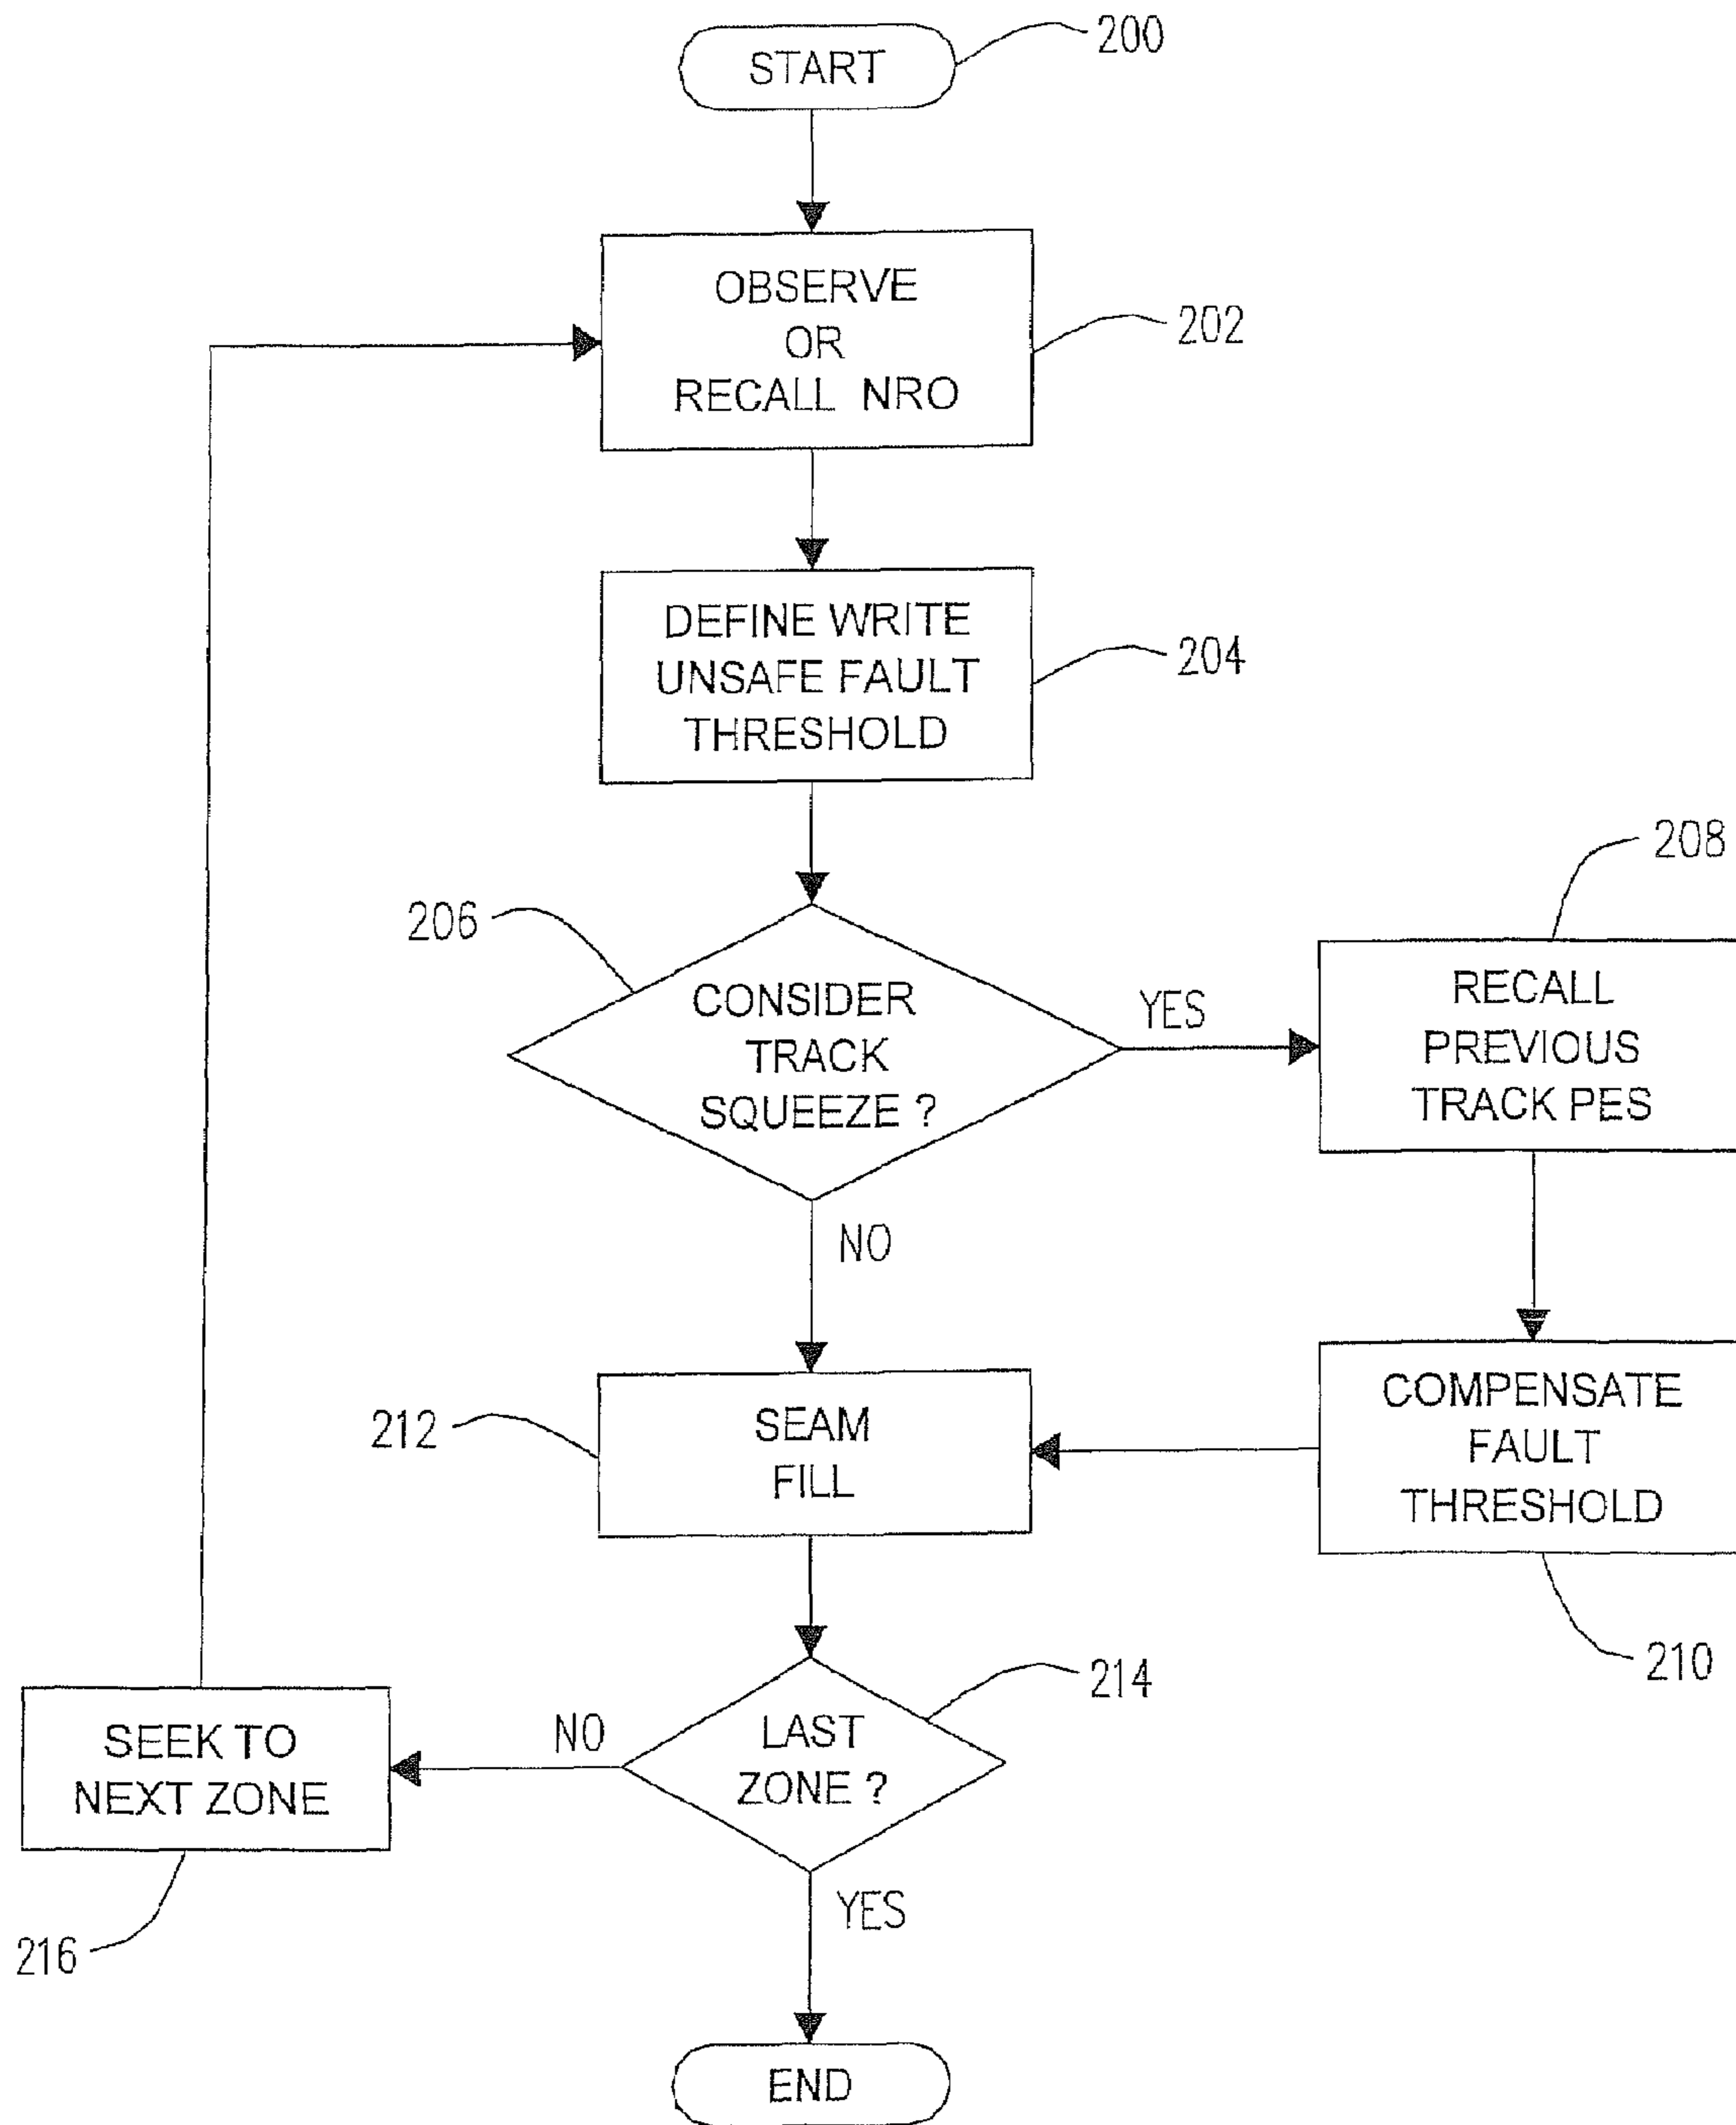 START
200
OBSERVE
OR
RECALL NRO
202
DEFINE WRITE
UNSAFE FAULT
THRESHOLD
204
206
CONSIDER
TRACK
SQUEEZE ?
YES
NO
208
RECALL
PREVIOUS
TRACK PES
COMPENSATE
FAULT
THRESHOLD
210
212
SEAM
FILL
214
LAST
ZONE ?
NO
YES
SEEK TO
NEXT ZONE
216
END